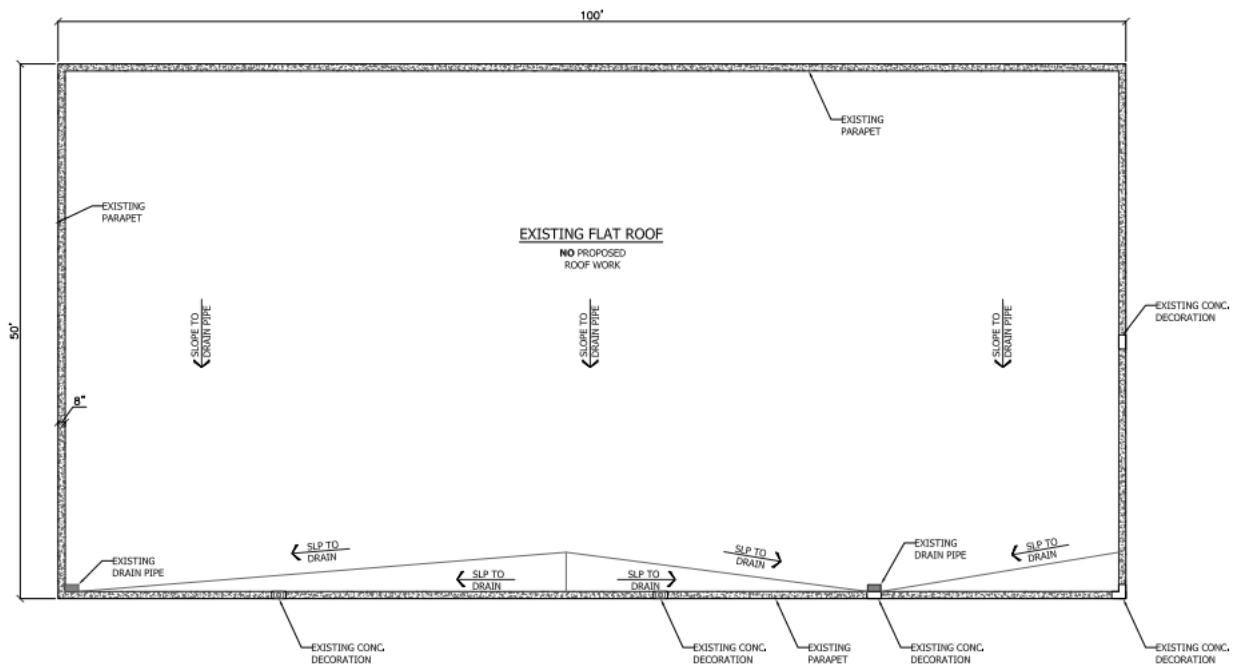 100'
EXISTING
PARAPET
EXISTING
PARAPET
EXISTING FLAT ROOF
NO PROPOSED
ROOF WORK
50'
SLOPE TO
DRAIN PIPE
SLOPE TO
DRAIN PIPE
SLOPE TO
DRAIN PIPE
EXISTING CONC.
DECORATION
8"
SLP TO
DRAIN
SLP TO
DRAIN
SLP TO
DRAIN
EXISTING
DRAIN PIPE
EXISTING
DRAIN PIPE
SLP TO
DRAIN
SLP TO
DRAIN
EXISTING CONC.
DECORATION
EXISTING CONC.
DECORATION
EXISTING
PARAPET
EXISTING CONC.
DECORATION
EXISTING CONC.
DECORATION